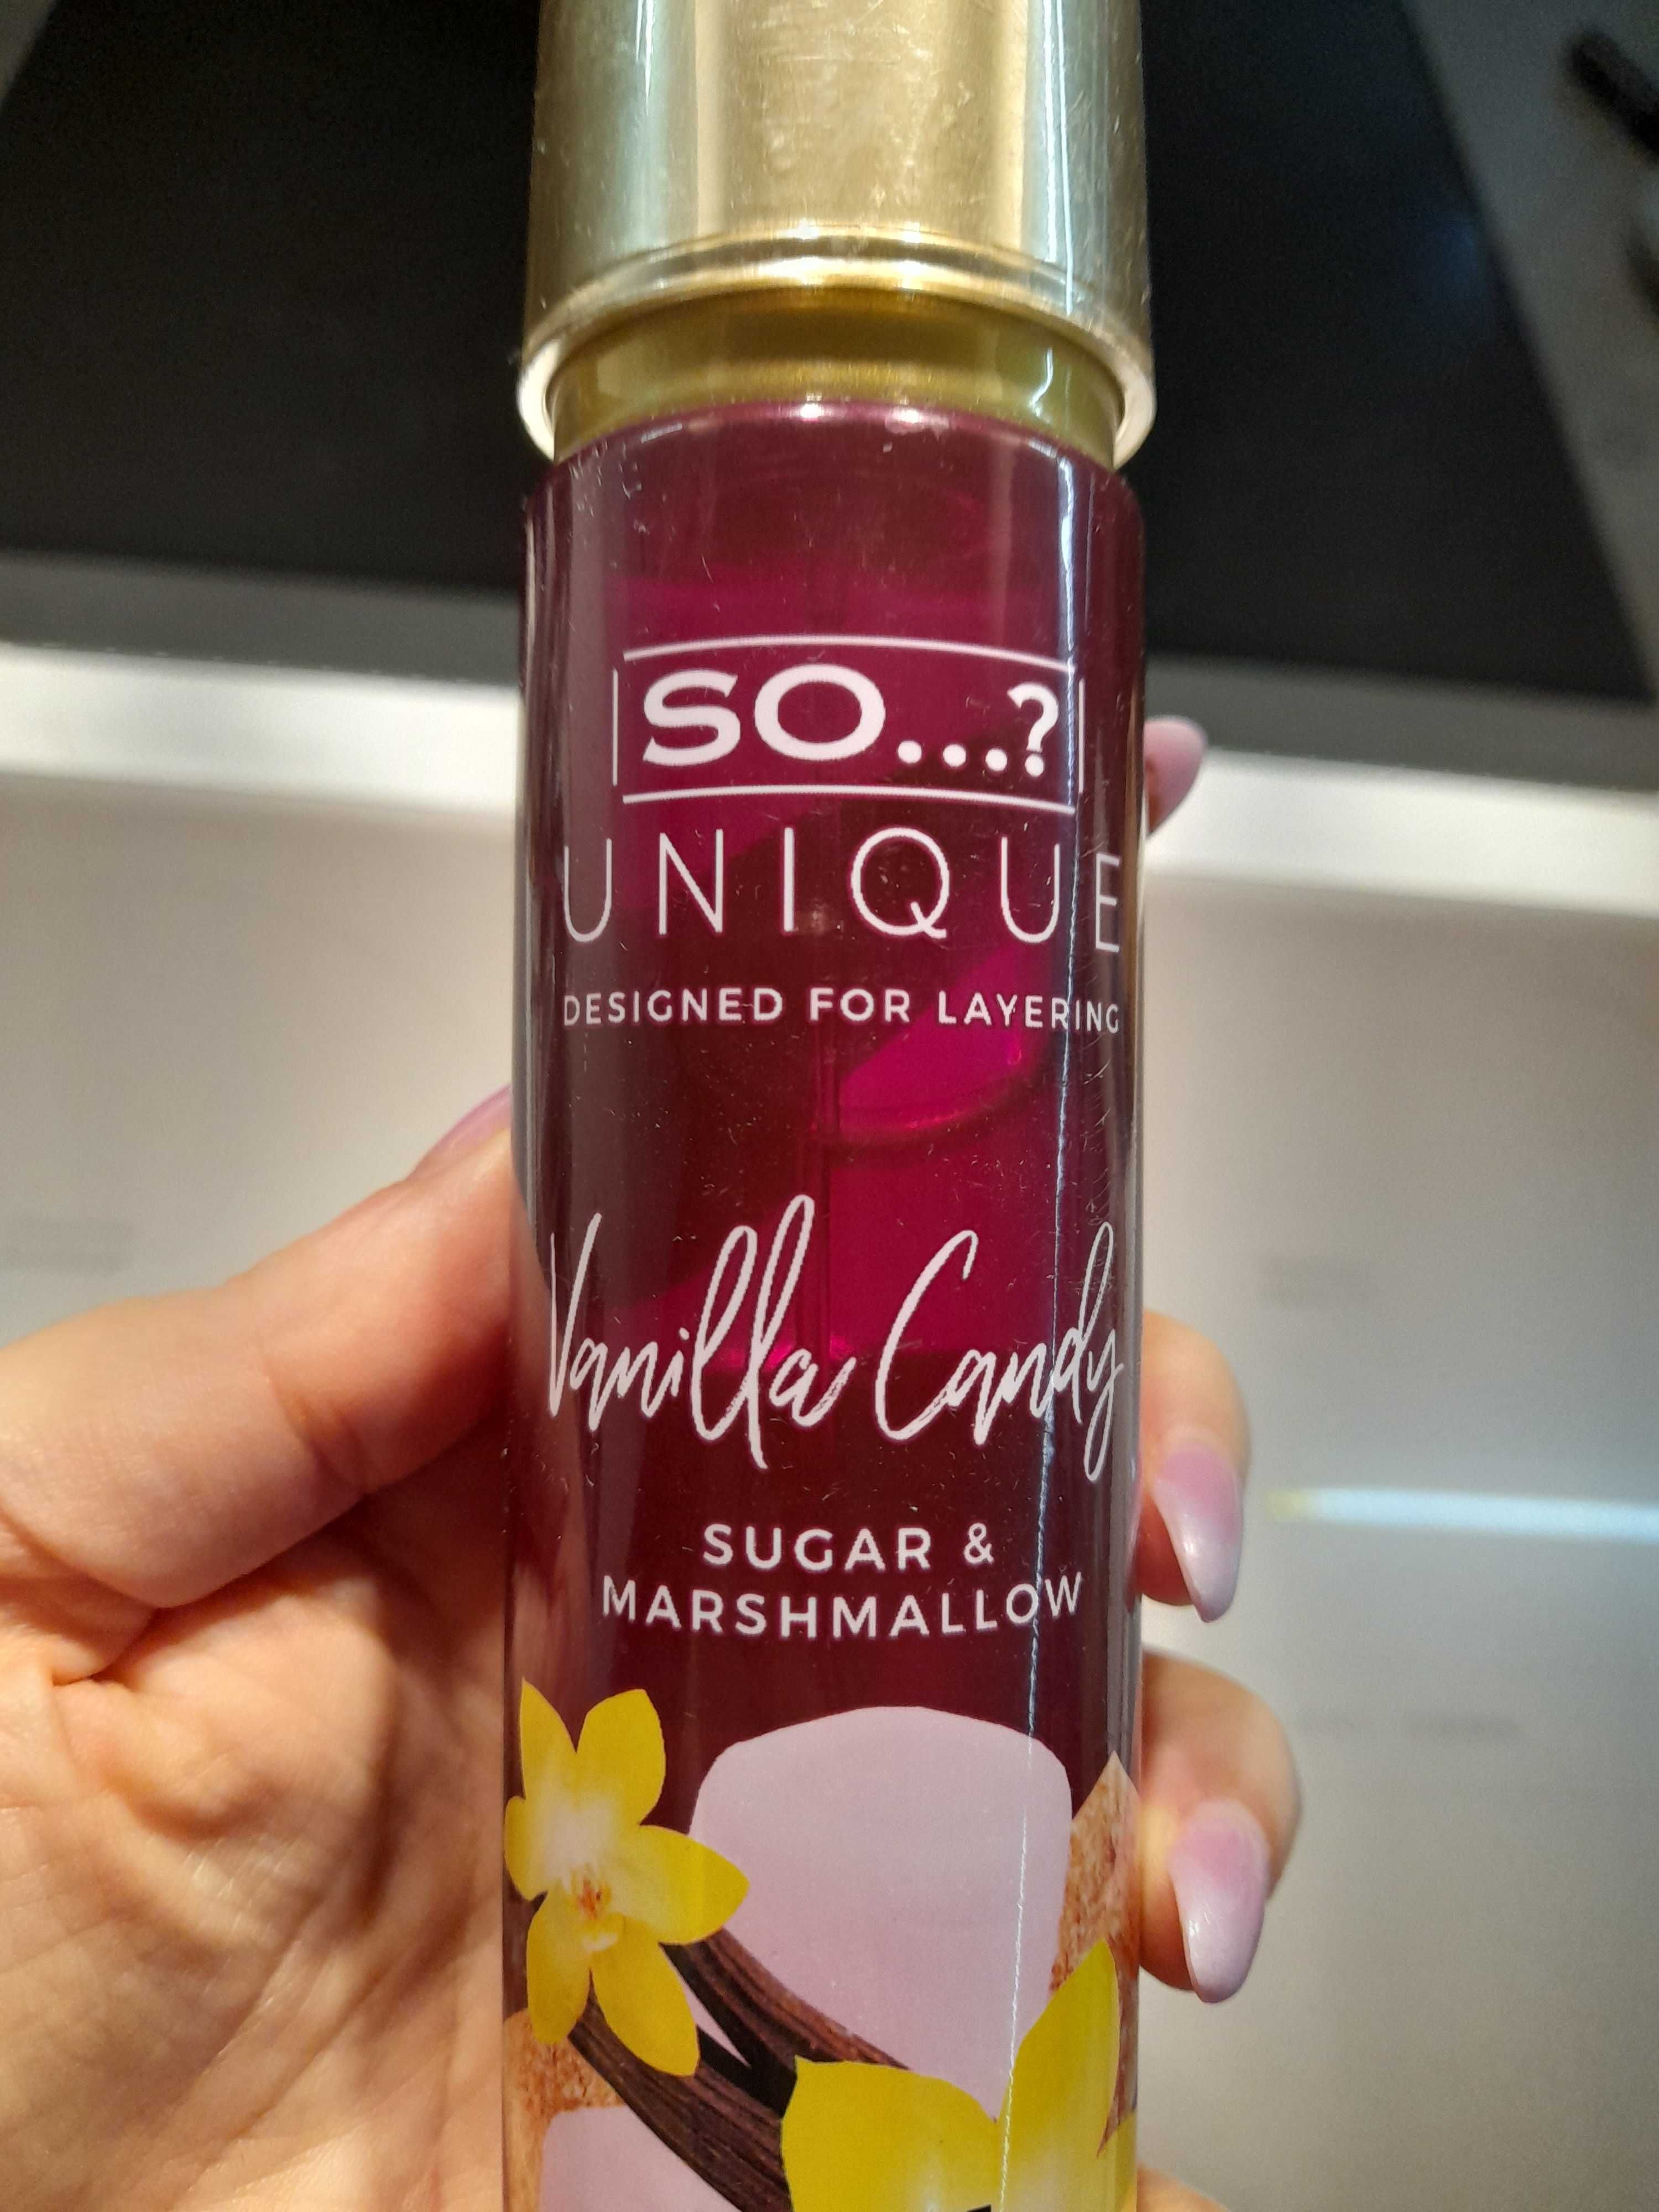 SO...?
UNIQUE
DESIGNED FOR LAYERING
Vanilla Candy
SUGAR &
MARSHMALLOW